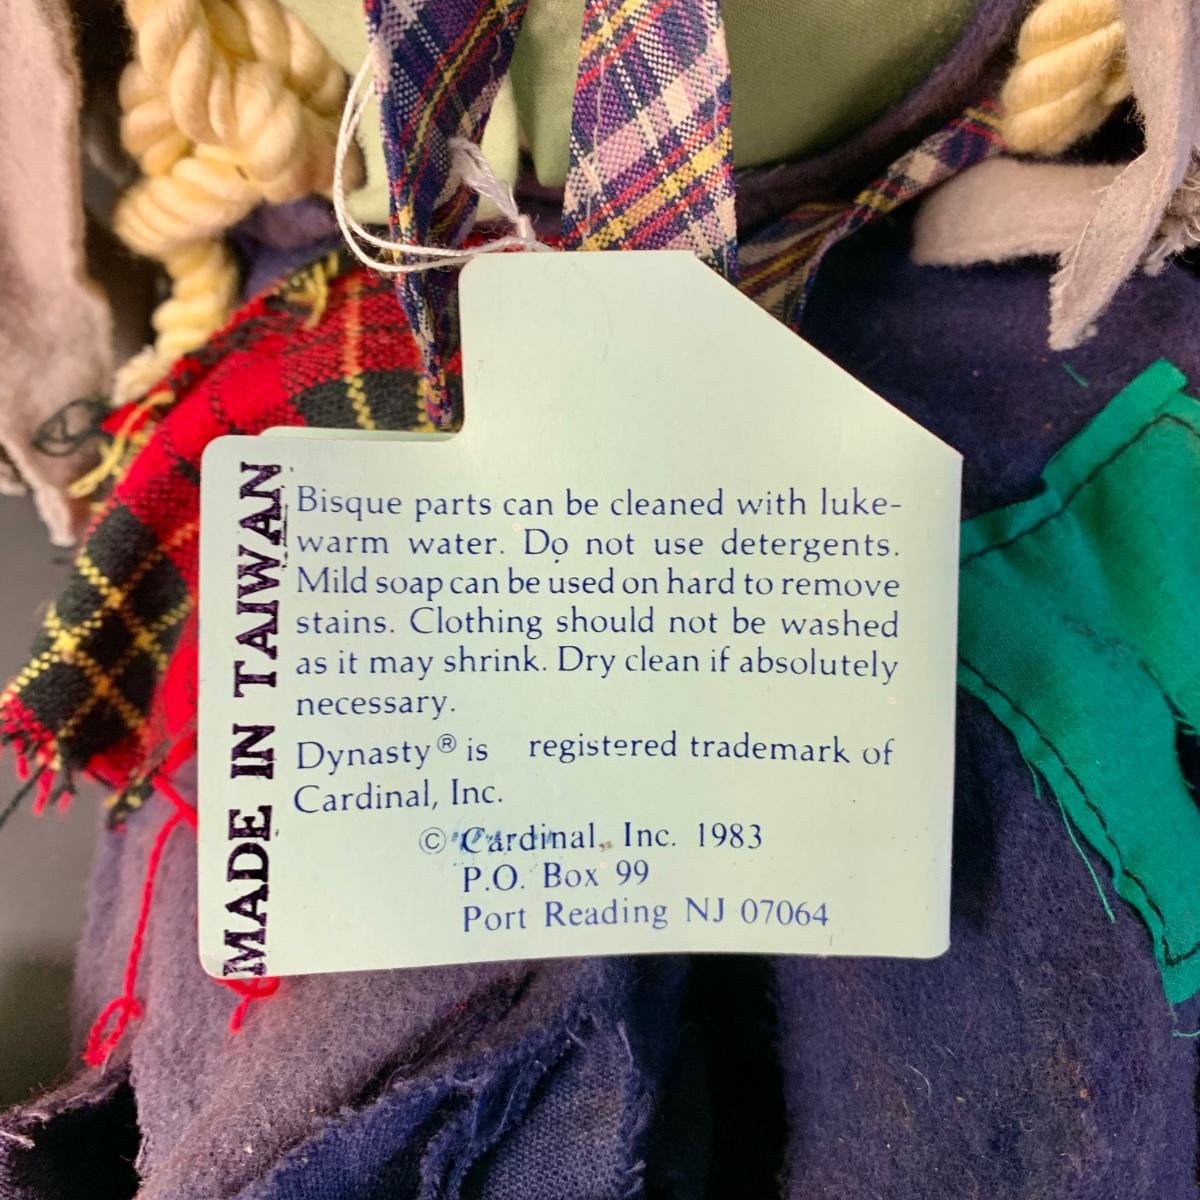 MADE IN TAIWAN
Bisque parts can be cleaned with luke-
warm water. Do not use detergents.
Mild soap can be used on hard to remove
stains. Clothing should not be washed
as it may shrink. Dry clean if absolutely
necessary.
Dynasty® is registered trademark of
Cardinal, Inc.
© Cardinal, Inc. 1983
P.O. Box 99
Port Reading NJ 07064